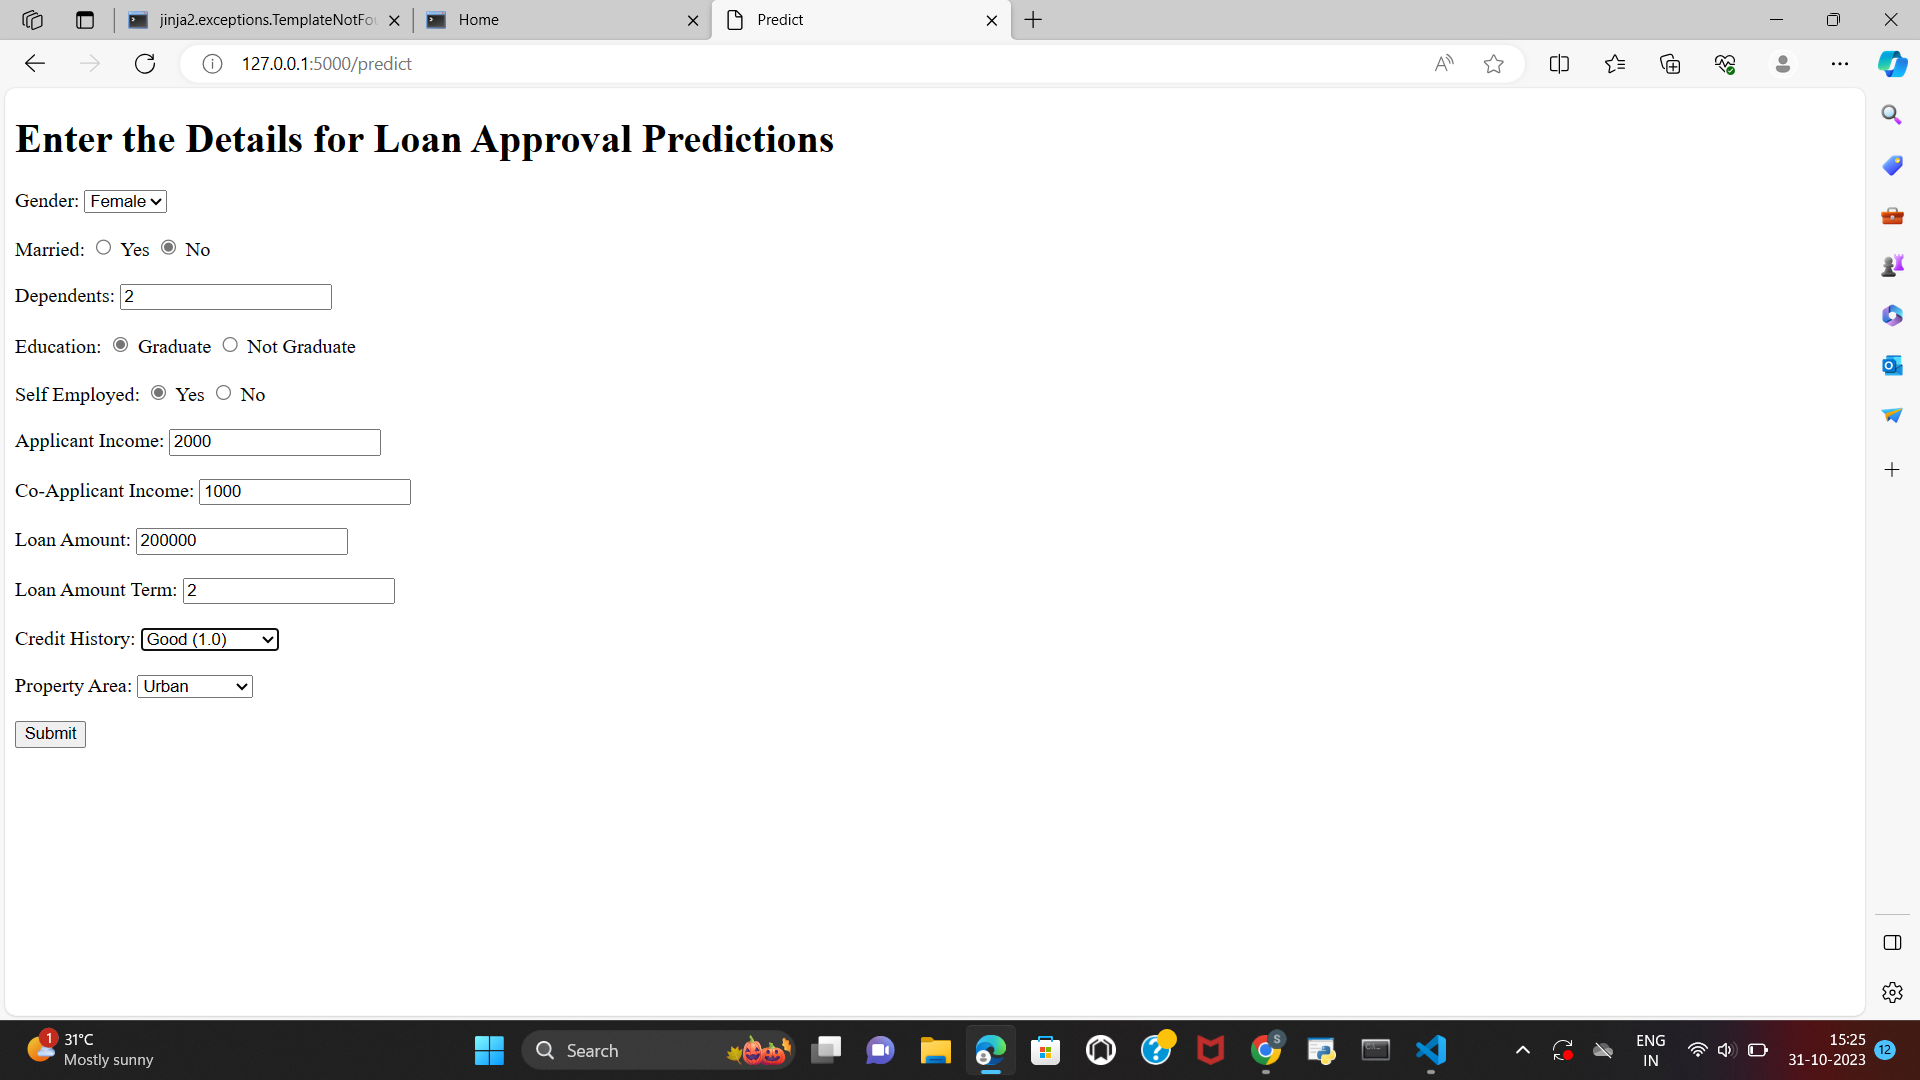 jinja2.exceptions.TemplateNotFou
Home
Predict
127.0.0.1:5000/predict
Enter the Details for Loan Approval Predictions
Gender: Female
Married: Yes No
Dependents: 2
Education: Graduate Not Graduate
Self Employed: Yes No
Applicant Income: 2000
Co-Applicant Income: 1000
Loan Amount: 200000
Loan Amount Term: 2
Credit History: Good (1.0)
Property Area: Urban
Submit
1
31°C
Mostly sunny
Search
S
ENG
IN
15:25
31-10-2023
12